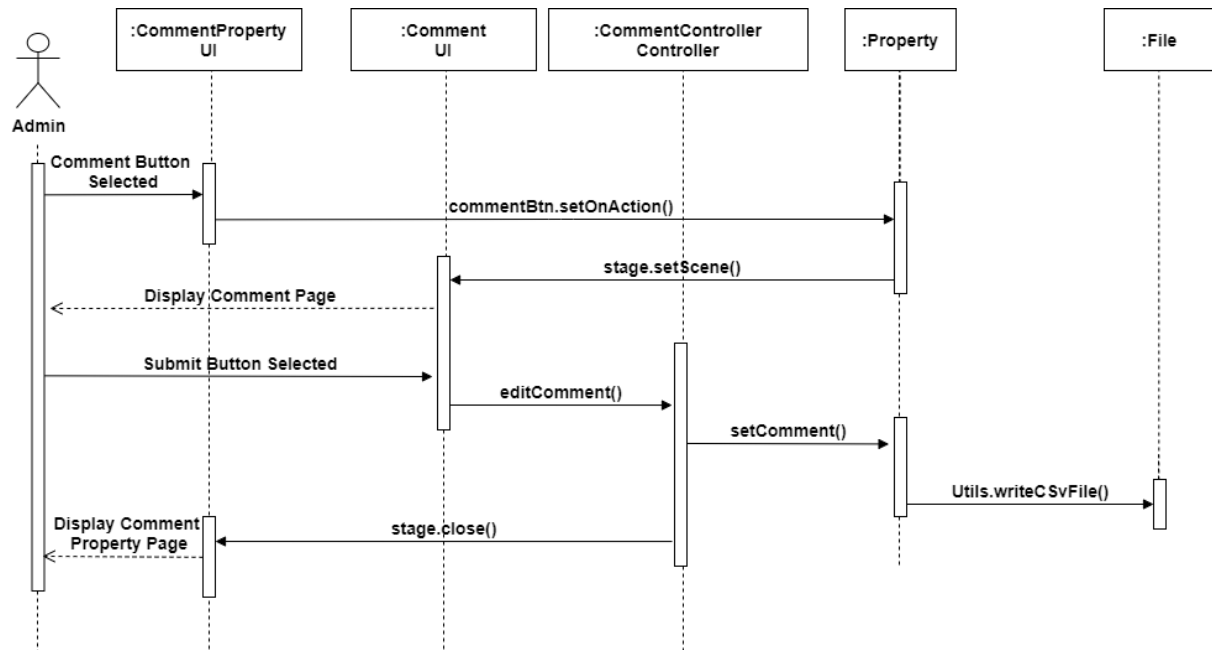 :CommentProperty
UI
:Comment
UI
:CommentController
Controller
:Property
:File
Admin
Comment Button
Selected
commentBtn.setOnAction()
stage.setScene()
Display Comment Page
Submit Button Selected
editComment()
setComment()
Utils.writeCSvFile()
Display Comment
Property Page
stage.close()